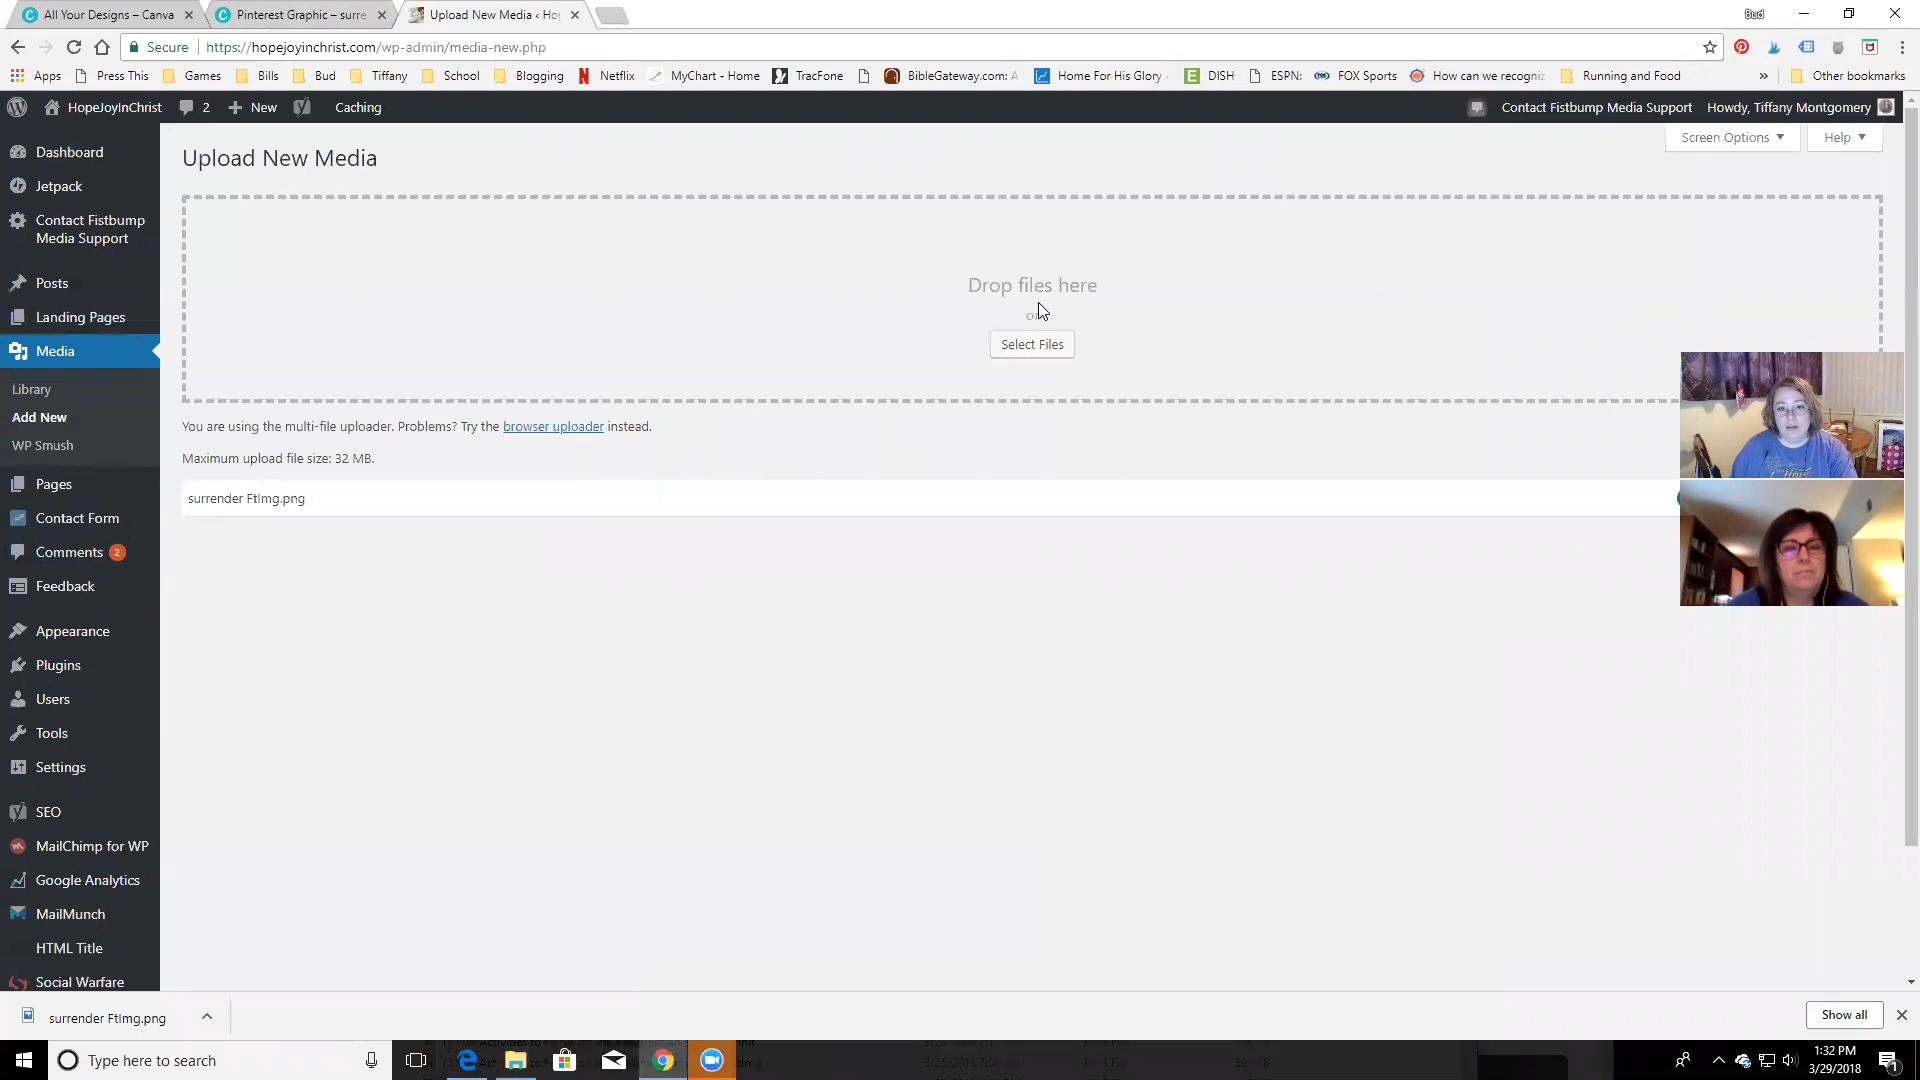 All Your Designs – Canva
Pinterest Graphic – surre
Upload New Media ‹ Ho
Bud
Secure
https://hopejoyinchrist.com/wp-admin/media-new.php
Apps
Press This
Games
Bills
Bud
Tiffany
School
Blogging
Netflix
MyChart - Home
TracFone
BibleGateway.com: A
Home For His Glory
DISH
ESPN:
FOX Sports
How can we recogniz
Running and Food
»
Other bookmarks
HopeJoyInChrist
2
New
Caching
Contact Fistbump Media Support
Howdy, Tiffany Montgomery
Screen Options
Help
Upload New Media
Drop files here
Select Files
You are using the multi-file uploader. Problems? Try the browser uploader instead.
Maximum upload file size: 32 MB.
surrender FtImg.png
Dashboard
Jetpack
Contact Fistbump
Media Support
Posts
Landing Pages
Media
Library
Add New
WP Smush
Pages
Contact Form
Comments 2
Feedback
Appearance
Plugins
Users
Tools
Settings
SEO
MailChimp for WP
Google Analytics
MailMunch
HTML Title
Social Warfare
surrender FtImg.png
Show all
Type here to search
1:32 PM
3/29/2018
1